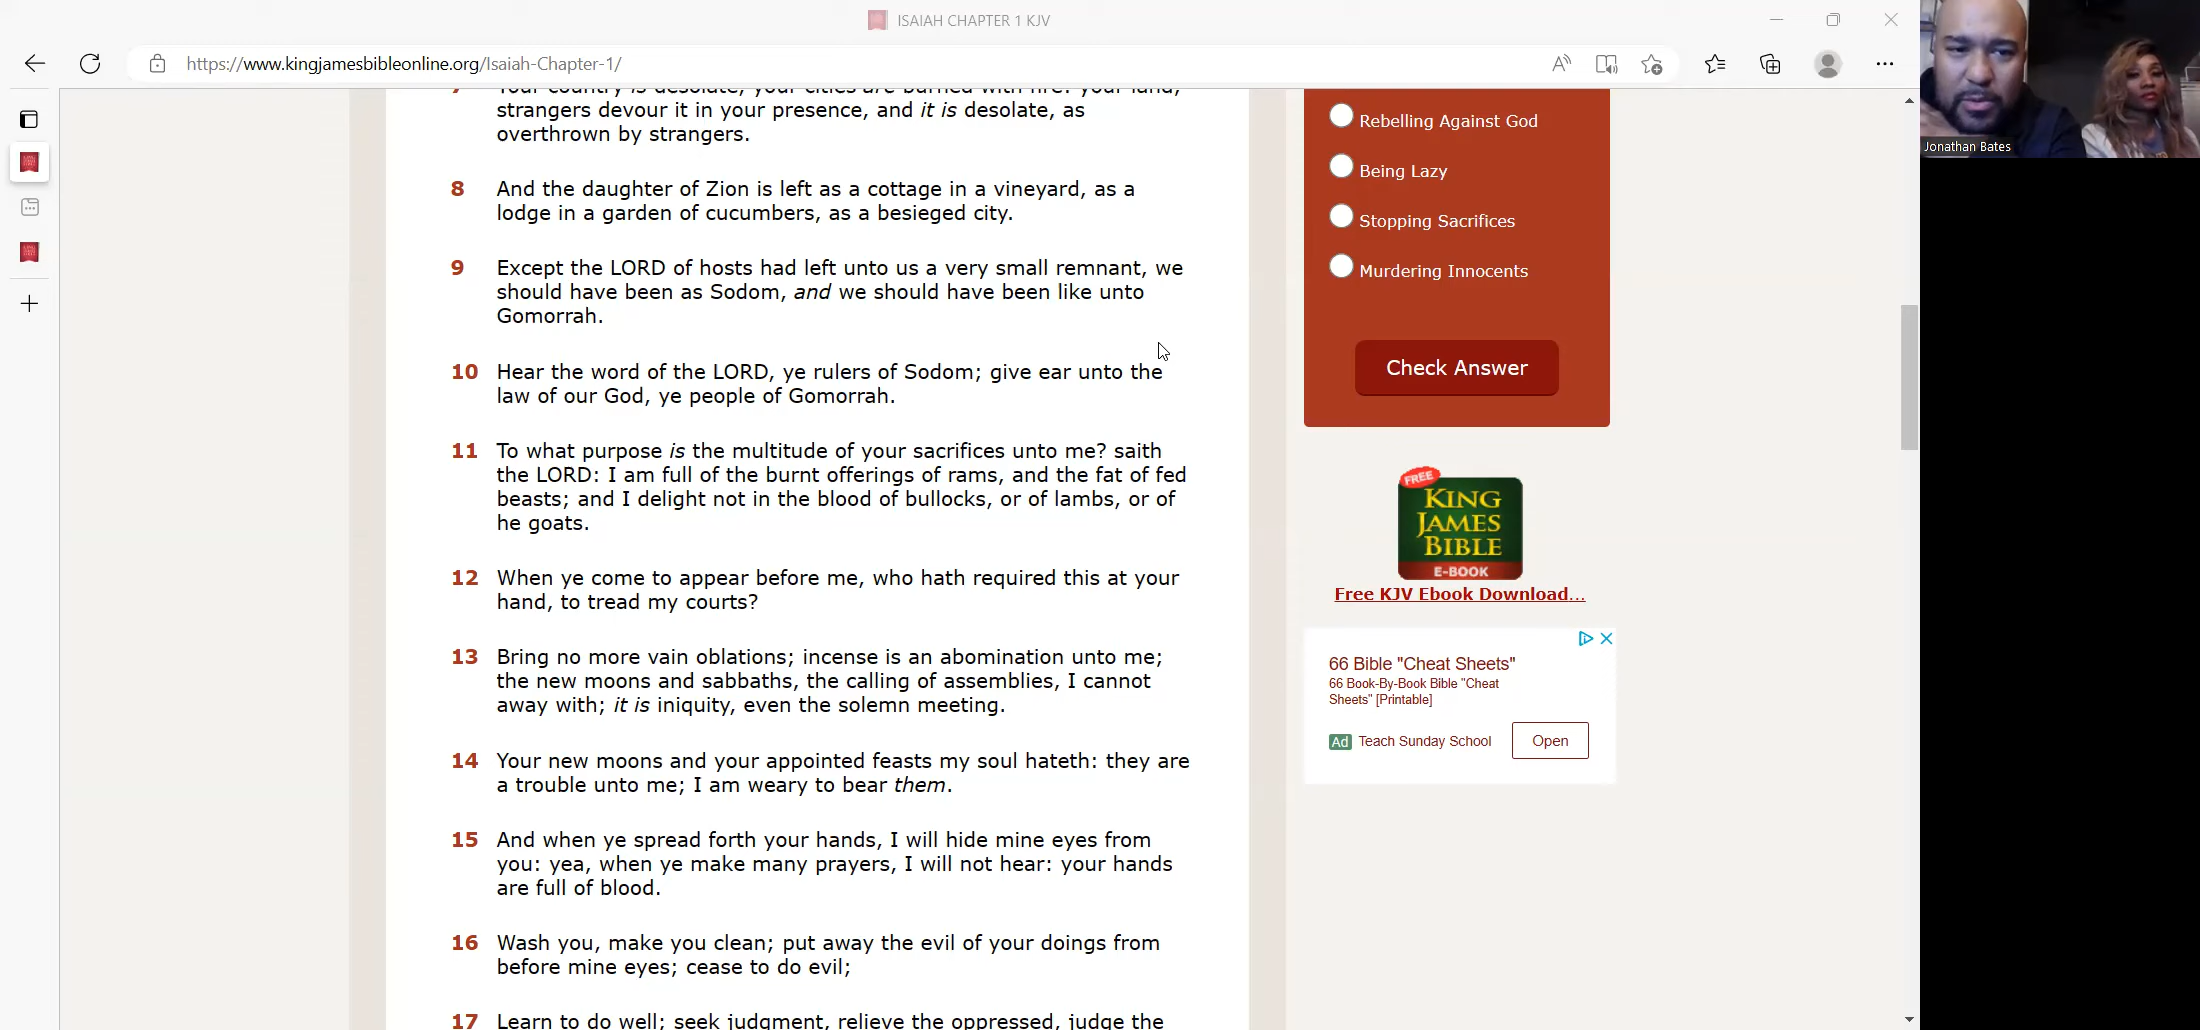 ISAIAH CHAPTER 1 KJV
https://www.kingjamesbibleonline.org/Isaiah-Chapter-1/
7 Your country is desolate, your cities are burned with fire: your land,
strangers devour it in your presence, and it is desolate, as
overthrown by strangers.
8 And the daughter of Zion is left as a cottage in a vineyard, as a
lodge in a garden of cucumbers, as a besieged city.
9 Except the LORD of hosts had left unto us a very small remnant, we
should have been as Sodom, and we should have been like unto
Gomorrah.
10 Hear the word of the LORD, ye rulers of Sodom; give ear unto the
law of our God, ye people of Gomorrah.
11 To what purpose is the multitude of your sacrifices unto me? saith
the LORD: I am full of the burnt offerings of rams, and the fat of fed
beasts; and I delight not in the blood of bullocks, or of lambs, or of
he goats.
12 When ye come to appear before me, who hath required this at your
hand, to tread my courts?
13 Bring no more vain oblations; incense is an abomination unto me;
the new moons and sabbaths, the calling of assemblies, I cannot
away with; it is iniquity, even the solemn meeting.
14 Your new moons and your appointed feasts my soul hateth: they are
a trouble unto me; I am weary to bear them.
15 And when ye spread forth your hands, I will hide mine eyes from
you: yea, when ye make many prayers, I will not hear: your hands
are full of blood.
16 Wash you, make you clean; put away the evil of your doings from
before mine eyes; cease to do evil;
17 Learn to do well; seek judgment, relieve the oppressed, judge the
Rebelling Against God
Being Lazy
Stopping Sacrifices
Murdering Innocents
Check Answer
FREE
KING
JAMES
BIBLE
E-BOOK
Free KJV Ebook Download...
66 Bible "Cheat Sheets"
66 Book-By-Book Bible "Cheat
Sheets" [Printable]
Ad Teach Sunday School
Open
Jonathan Bates